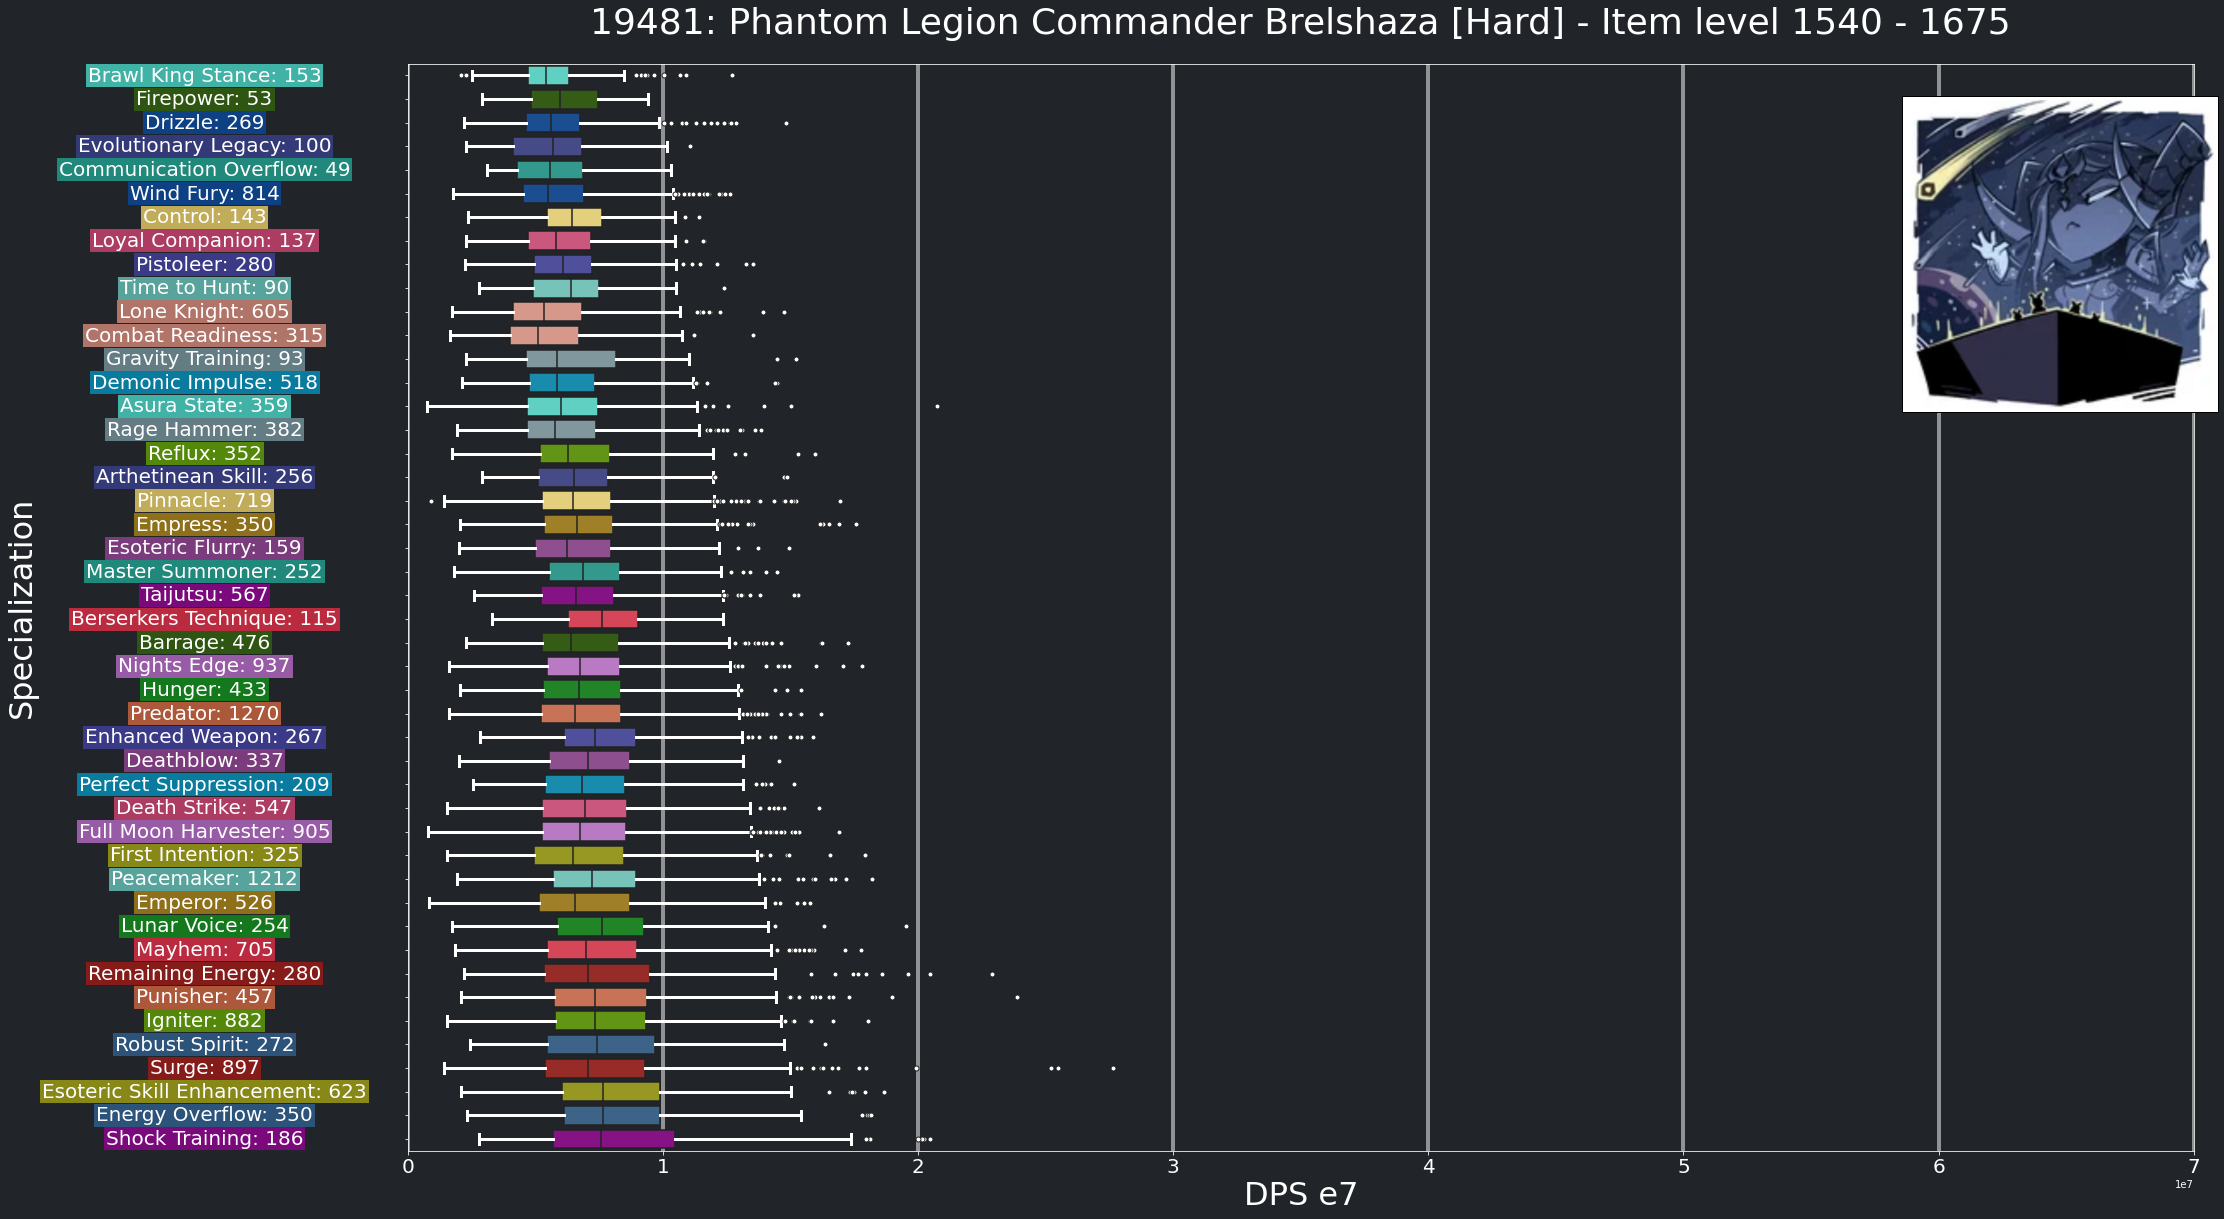 19481: Phantom Legion Commander Brelshaza [Hard] - Item level 1540 - 1675
Specialization
Brawl King Stance: 153
Firepower: 53
Drizzle: 269
Evolutionary Legacy: 100
Communication Overflow: 49
Wind Fury: 814
Control: 143
Loyal Companion: 137
Pistoleer: 280
Time to Hunt: 90
Lone Knight: 605
Combat Readiness: 315
Gravity Training: 93
Demonic Impulse: 518
Asura State: 359
Rage Hammer: 382
Reflux: 352
Arthetinean Skill: 256
Pinnacle: 719
Empress: 350
Esoteric Flurry: 159
Master Summoner: 252
Taijutsu: 567
Berserkers Technique: 115
Barrage: 476
Nights Edge: 937
Hunger: 433
Predator: 1270
Enhanced Weapon: 267
Deathblow: 337
Perfect Suppression: 209
Death Strike: 547
Full Moon Harvester: 905
First Intention: 325
Peacemaker: 1212
Emperor: 526
Lunar Voice: 254
Mayhem: 705
Remaining Energy: 280
Punisher: 457
Igniter: 882
Robust Spirit: 272
Surge: 897
Esoteric Skill Enhancement: 623
Energy Overflow: 350
Shock Training: 186
0 1 2 3 4 5 6 7
1e7
DPS e7